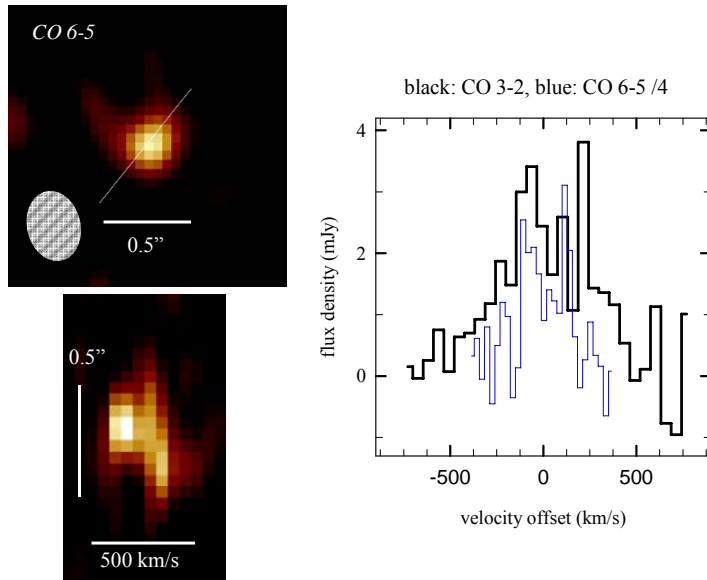 CO 6-5
0.5”
0.5”
500 km/s
black: CO 3-2, blue: CO 6-5 /4
4
2
0
flux density (mJy)
-500 0 500
velocity offset (km/s)